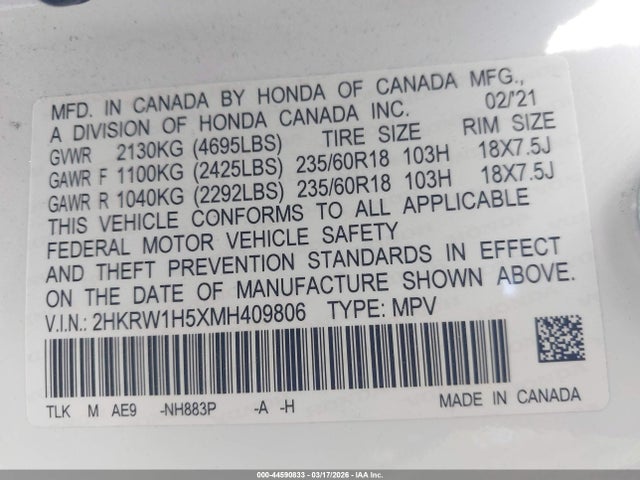 MFD. IN CANADA BY HONDA OF CANADA MFG.,
A DIVISION OF HONDA CANADA INC. 02/'21
GVWR 2130KG (4695LBS) TIRE SIZE RIM SIZE
GAWR F 1100KG (2425LBS) 235/60R18 103H 18X7.5J
GAWR R 1040KG (2292LBS) 235/60R18 103H 18X7.5J
THIS VEHICLE CONFORMS TO ALL APPLICABLE
FEDERAL MOTOR VEHICLE SAFETY
AND THEFT PREVENTION STANDARDS IN EFFECT
ON THE DATE OF MANUFACTURE SHOWN ABOVE.
V.I.N.: 2HKRW1H5XMH409806 TYPE: MPV
TLK M AE9 -NH883P -A -H MADE IN CANADA
000-44590833 - 03/17/2026 - IAA Inc.